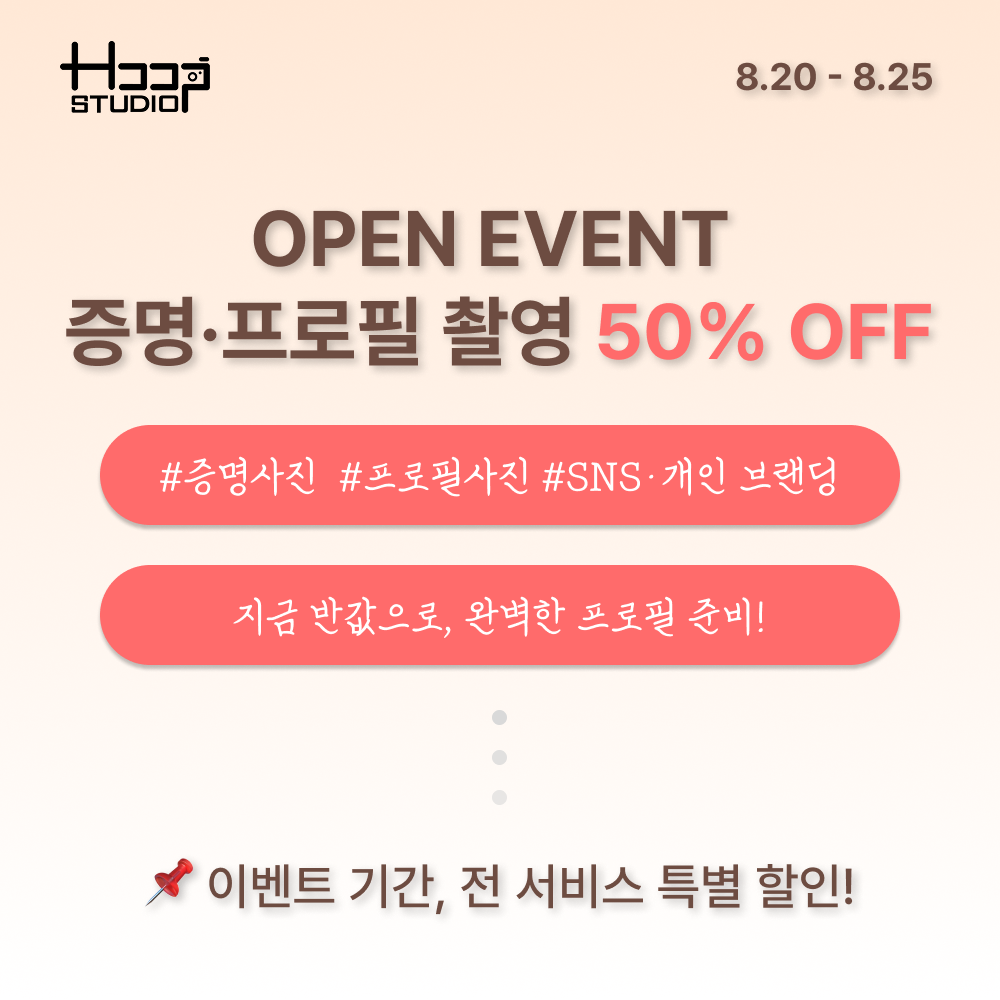 Hoop
STUDIO
8.20 - 8.25
OPEN EVENT
증명·프로필 촬영 50% OFF
#증명사진 #프로필사진 #SNS·개인 브랜딩
지금 반값으로, 완벽한 프로필 준비!
이벤트 기간, 전 서비스 특별 할인!